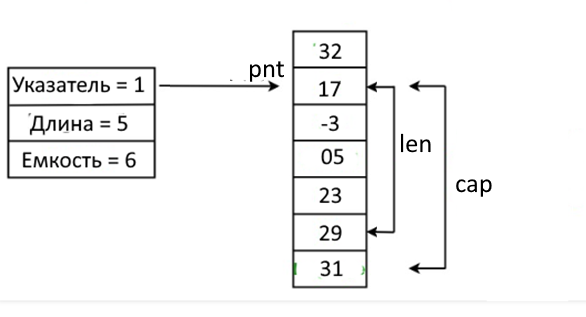 Указатель = 1
Длина = 5
Емкость = 6
pnt
32
17
-3
05
23
29
31
len
cap